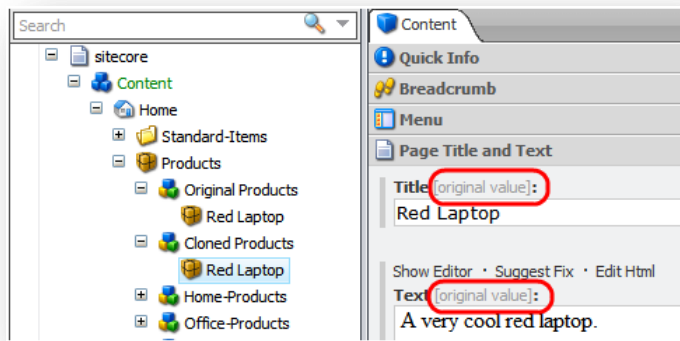 Search
sitecore
Content
Home
Standard-Items
Products
Original Products
Red Laptop
Cloned Products
Red Laptop
Home-Products
Office-Products
Content
Quick Info
Breadcrumb
Menu
Page Title and Text
Title [original value]:
Red Laptop
Show Editor · Suggest Fix · Edit Html
Text [original value]:
A very cool red laptop.